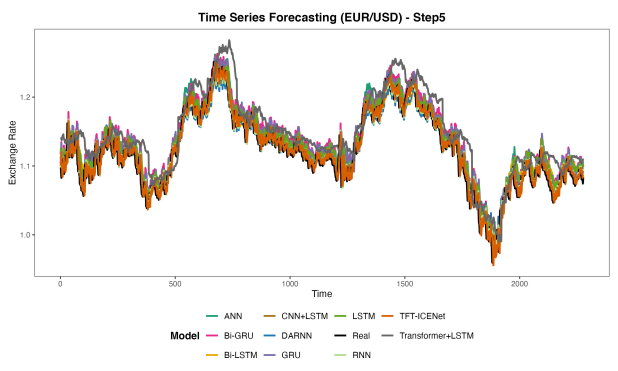 Time Series Forecasting (EUR/USD) - Step5
Exchange Rate
1.2
1.1
1.0
0 500 1000 1500 2000
Time
Model
ANN CNN+LSTM LSTM TFT-ICENet
Bi-GRU DARNN Real Transformer+LSTM
Bi-LSTM GRU RNN